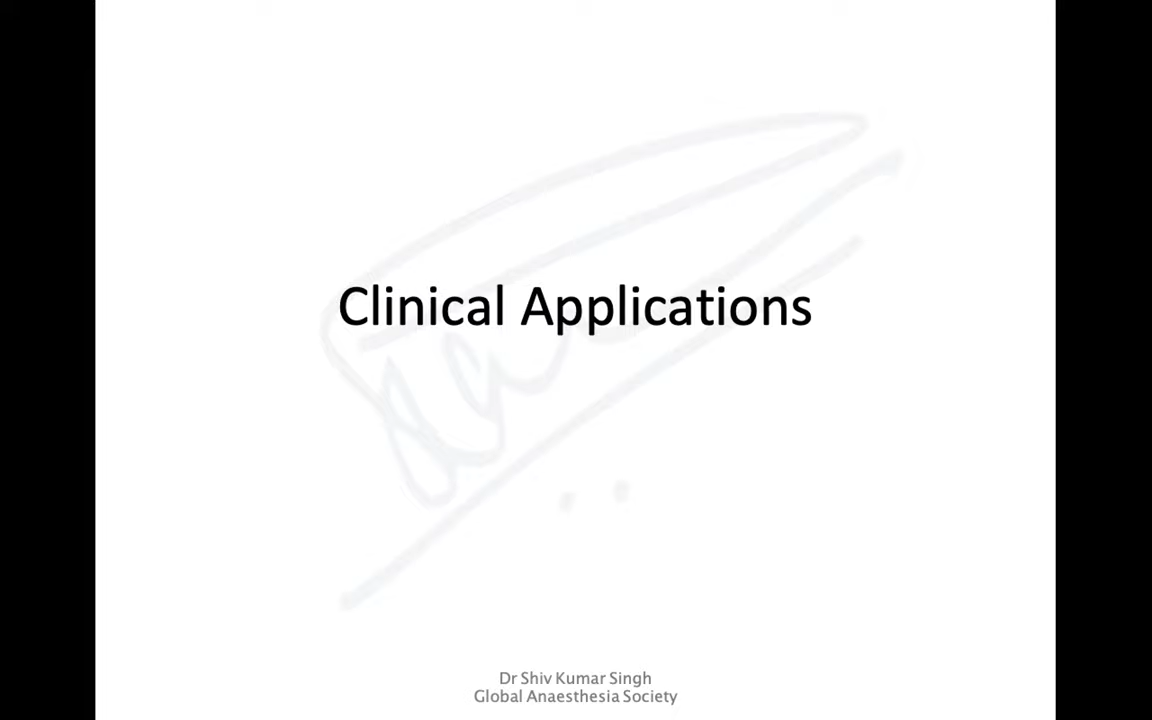 Clinical Applications
Dr Shiv Kumar Singh
Global Anaesthesia Society